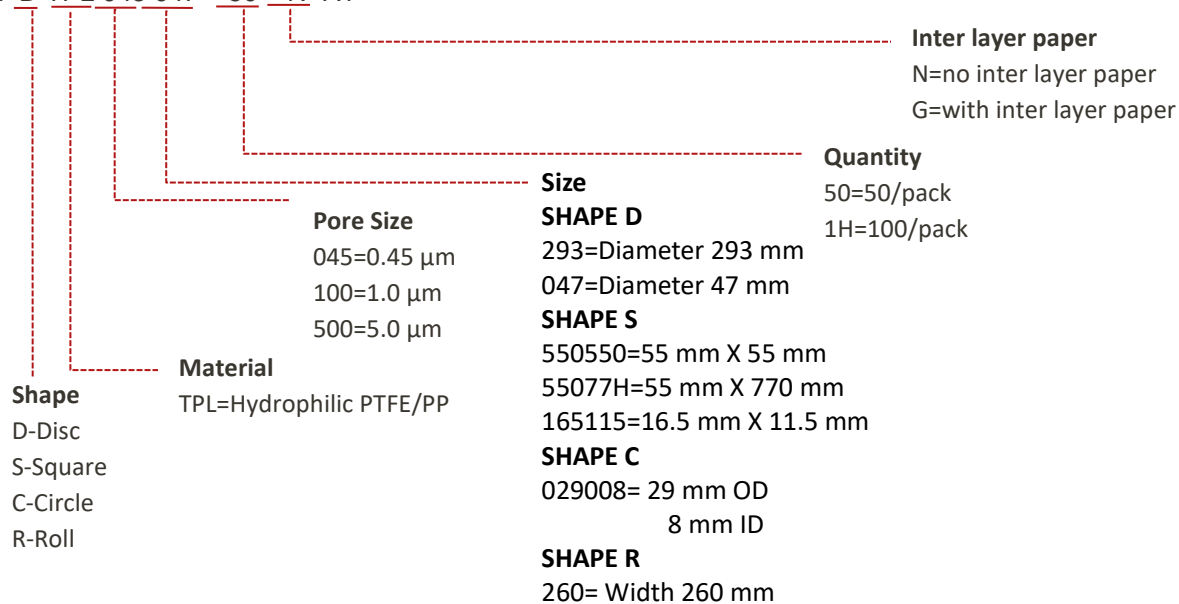 Inter layer paper
N=no inter layer paper
G=with inter layer paper
Quantity
50=50/pack
1H=100/pack
Size
SHAPE D
293=Diameter 293 mm
047=Diameter 47 mm
SHAPE S
550550=55 mm X 55 mm
55077H=55 mm X 770 mm
165115=16.5 mm X 11.5 mm
SHAPE C
029008= 29 mm OD
8 mm ID
SHAPE R
260= Width 260 mm
Pore Size
045=0.45 µm
100=1.0 µm
500=5.0 µm
Material
TPL=Hydrophilic PTFE/PP
Shape
D-Disc
S-Square
C-Circle
R-Roll